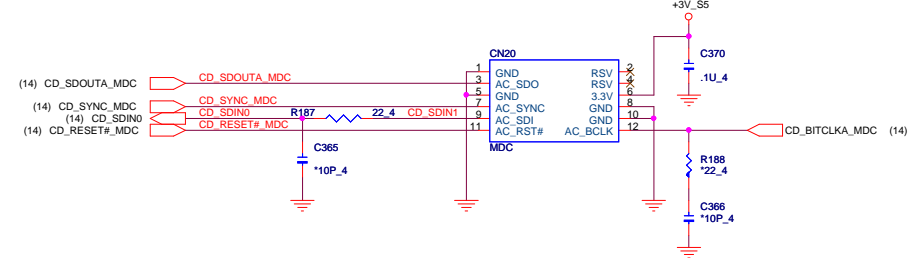 +3V_S5
CN20
C370
.1U_4
(14) CD_SDOUTA_MDC
CD_SDOUTA_MDC
1 GND RSV 2
3 AC_SDO RSV 4
5 GND 3.3V 6
(14) CD_SYNC_MDC
CD_SYNC_MDC
7 AC_SYNC GND 8
(14) CD_SDIN0
CD_SDIN0
R187
22_4
CD_SDIN1
9 AC_SDI GND 10
(14) CD_RESET#_MDC
CD_RESET#_MDC
11 AC_RST# AC_BCLK 12
CD_BITCLKA_MDC (14)
MDC
C365
*10P_4
R188
*22_4
C366
*10P_4